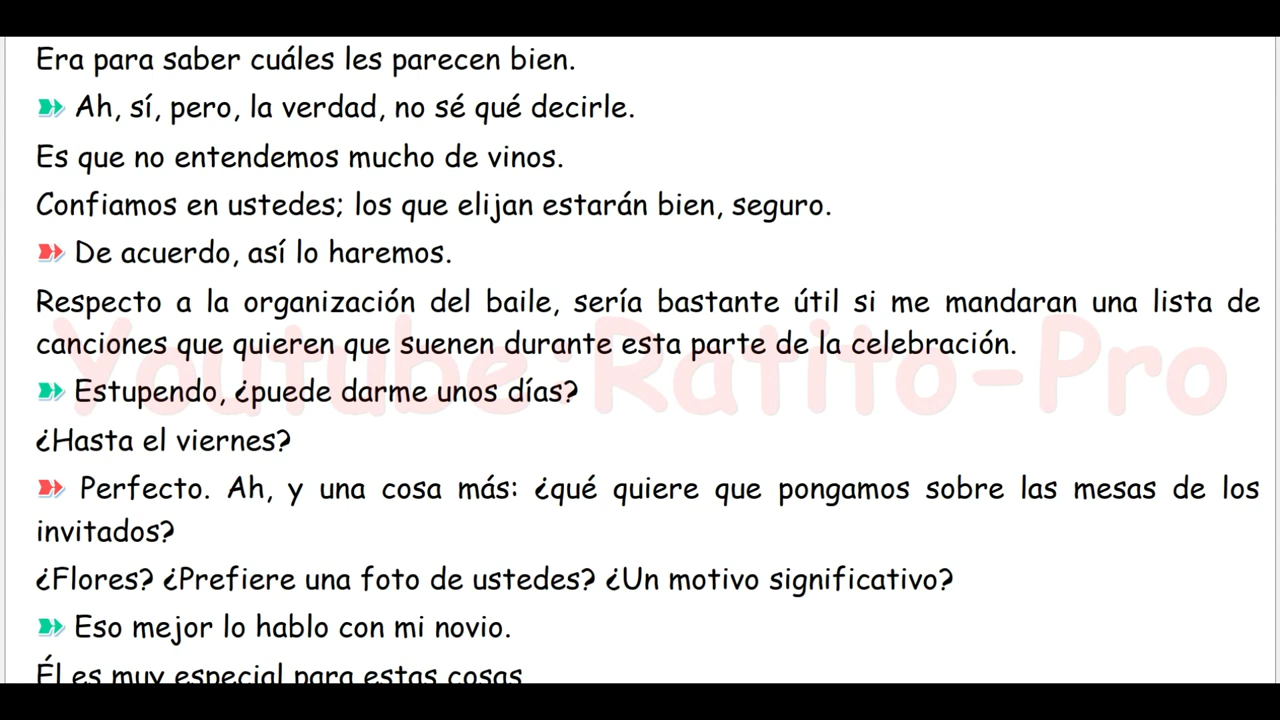 Era para saber cuáles les parecen bien.
Ah, sí, pero, la verdad, no sé qué decirle.
Es que no entendemos mucho de vinos.
Confiamos en ustedes; los que elijan estarán bien, seguro.
De acuerdo, así lo haremos.
Respecto a la organización del baile, sería bastante útil si me mandaran una lista de
canciones que quieren que suenen durante esta parte de la celebración.
Youtube:Ratito-Pro
Estupendo, ¿puede darme unos días?
¿Hasta el viernes?
Perfecto. Ah, y una cosa más: ¿qué quiere que pongamos sobre las mesas de los
invitados?
¿Flores? ¿Prefiere una foto de ustedes? ¿Un motivo significativo?
Eso mejor lo hablo con mi novio.
Él es muy especial para estas cosas